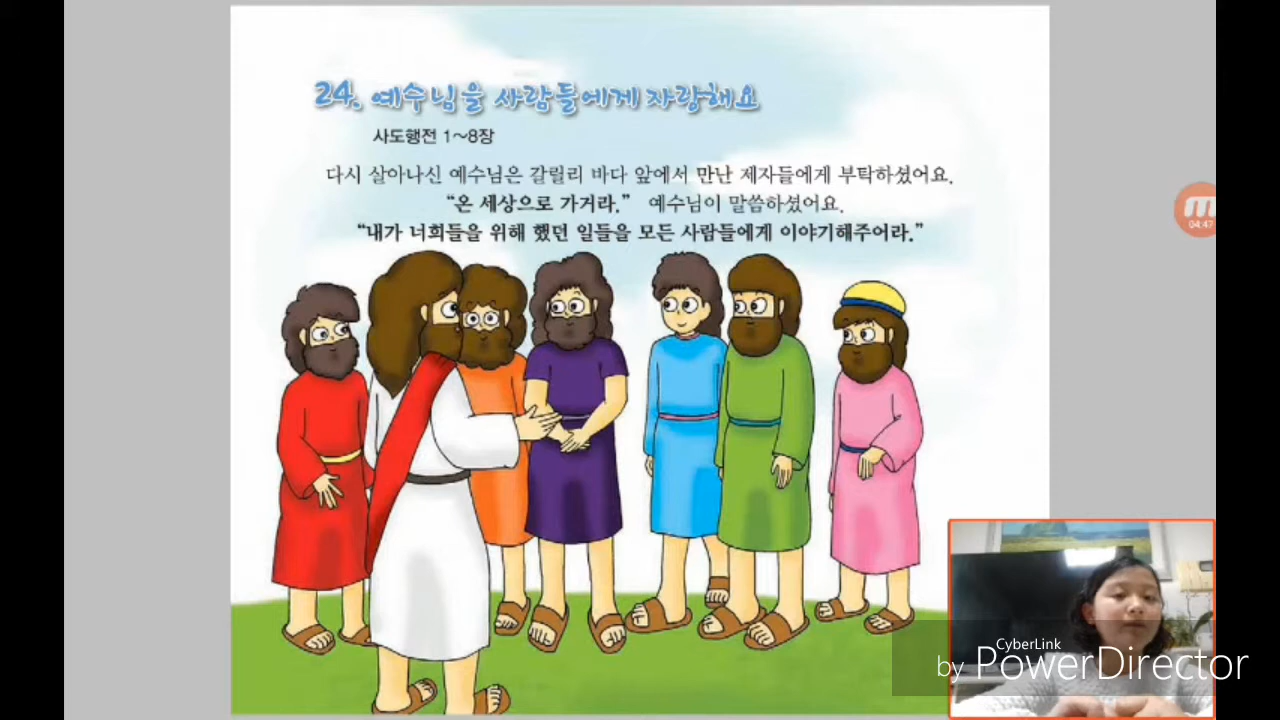 24. 예수님을 사람들에게 자랑해요
사도행전 1~8장
다시 살아나신 예수님은 갈릴리 바다 앞에서 만난 제자들에게 부탁하셨어요.
“온 세상으로 가거라.” 예수님이 말씀하셨어요.
“내가 너희들을 위해 했던 일들을 모든 사람들에게 이야기해주어라.”
04:47
CyberLink
by PowerDirector